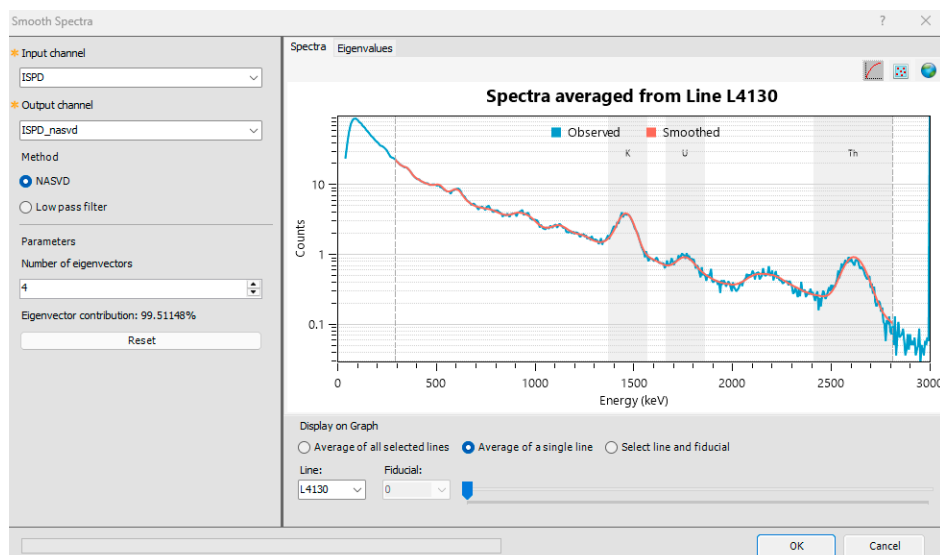 Smooth Spectra
? ×
* Input channel
ISPD
* Output channel
ISPD_nasvd
Method
NASVD
Low pass filter
Parameters
Number of eigenvectors
4
Eigenvector contribution: 99.51148%
Reset
Spectra Eigenvalues
Spectra averaged from Line L4130
Observed Smoothed
K U Th
Counts
10
1
0.1
0 500 1000 1500 2000 2500 3000
Energy (keV)
Display on Graph
Average of all selected lines Average of a single line Select line and fiducial
Line: Fiducial:
L4130 0
OK Cancel